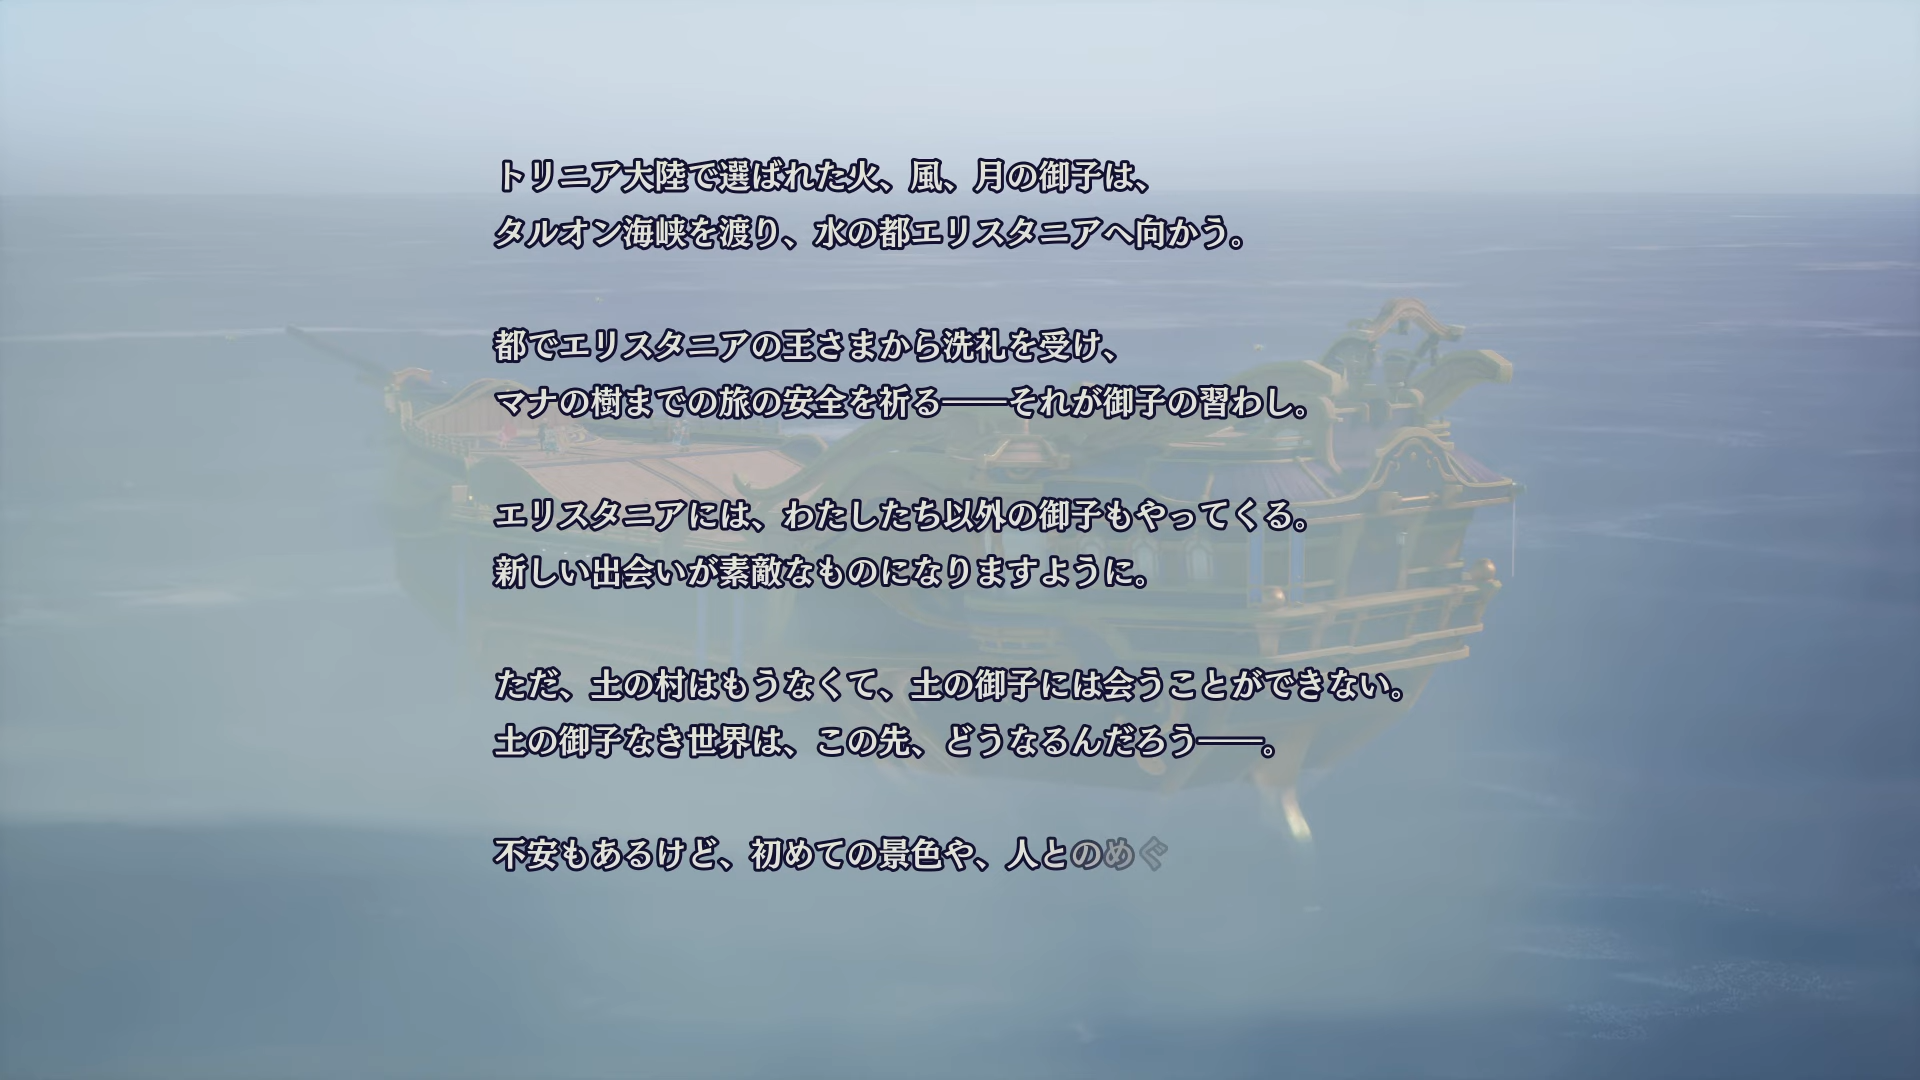 トリニア大陸で選ばれた火、風、月の御子は、
タルオン海峡を渡り、水の都エリスタニアへ向かう。
都でエリスタニアの王さまから洗礼を受け、
マナの樹までの旅の安全を祈る――それが御子の習わし。
エリスタニアには、わたしたち以外の御子もやってくる。
新しい出会いが素敵なものになりますように。
ただ、土の村はもうなくて、土の御子には会うことができない。
土の御子なき世界は、この先、どうなるんだろう――。
不安もあるけど、初めての景色や、人とのめぐ